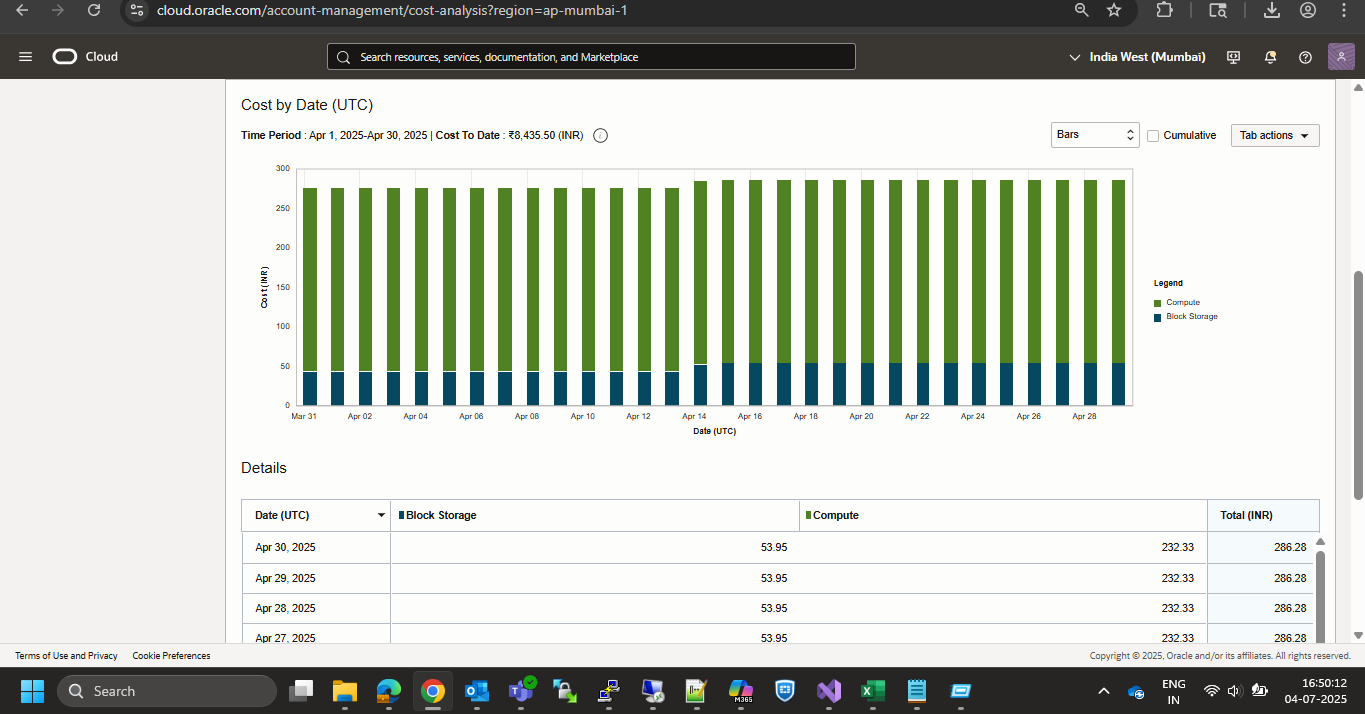 cloud.oracle.com/account-management/cost-analysis?region=ap-mumbai-1
Cloud
Search resources, services, documentation, and Marketplace
India West (Mumbai)
Cost by Date (UTC)
Time Period : Apr 1, 2025-Apr 30, 2025 | Cost To Date : ₹8,435.50 (INR)
Bars
Cumulative
Tab actions
300
250
200
150
100
50
0
Cost (INR)
Mar 31 Apr 02 Apr 04 Apr 06 Apr 08 Apr 10 Apr 12 Apr 14 Apr 16 Apr 18 Apr 20 Apr 22 Apr 24 Apr 26 Apr 28
Date (UTC)
Legend
Compute
Block Storage
Details
Date (UTC) Block Storage Compute Total (INR)
Apr 30, 2025 53.95 232.33 286.28
Apr 29, 2025 53.95 232.33 286.28
Apr 28, 2025 53.95 232.33 286.28
Apr 27, 2025 53.95 232.33 286.28
Terms of Use and Privacy Cookie Preferences
Copyright © 2025, Oracle and/or its affiliates. All rights reserved.
Search
M365
ENG
IN
16:50:12
04-07-2025